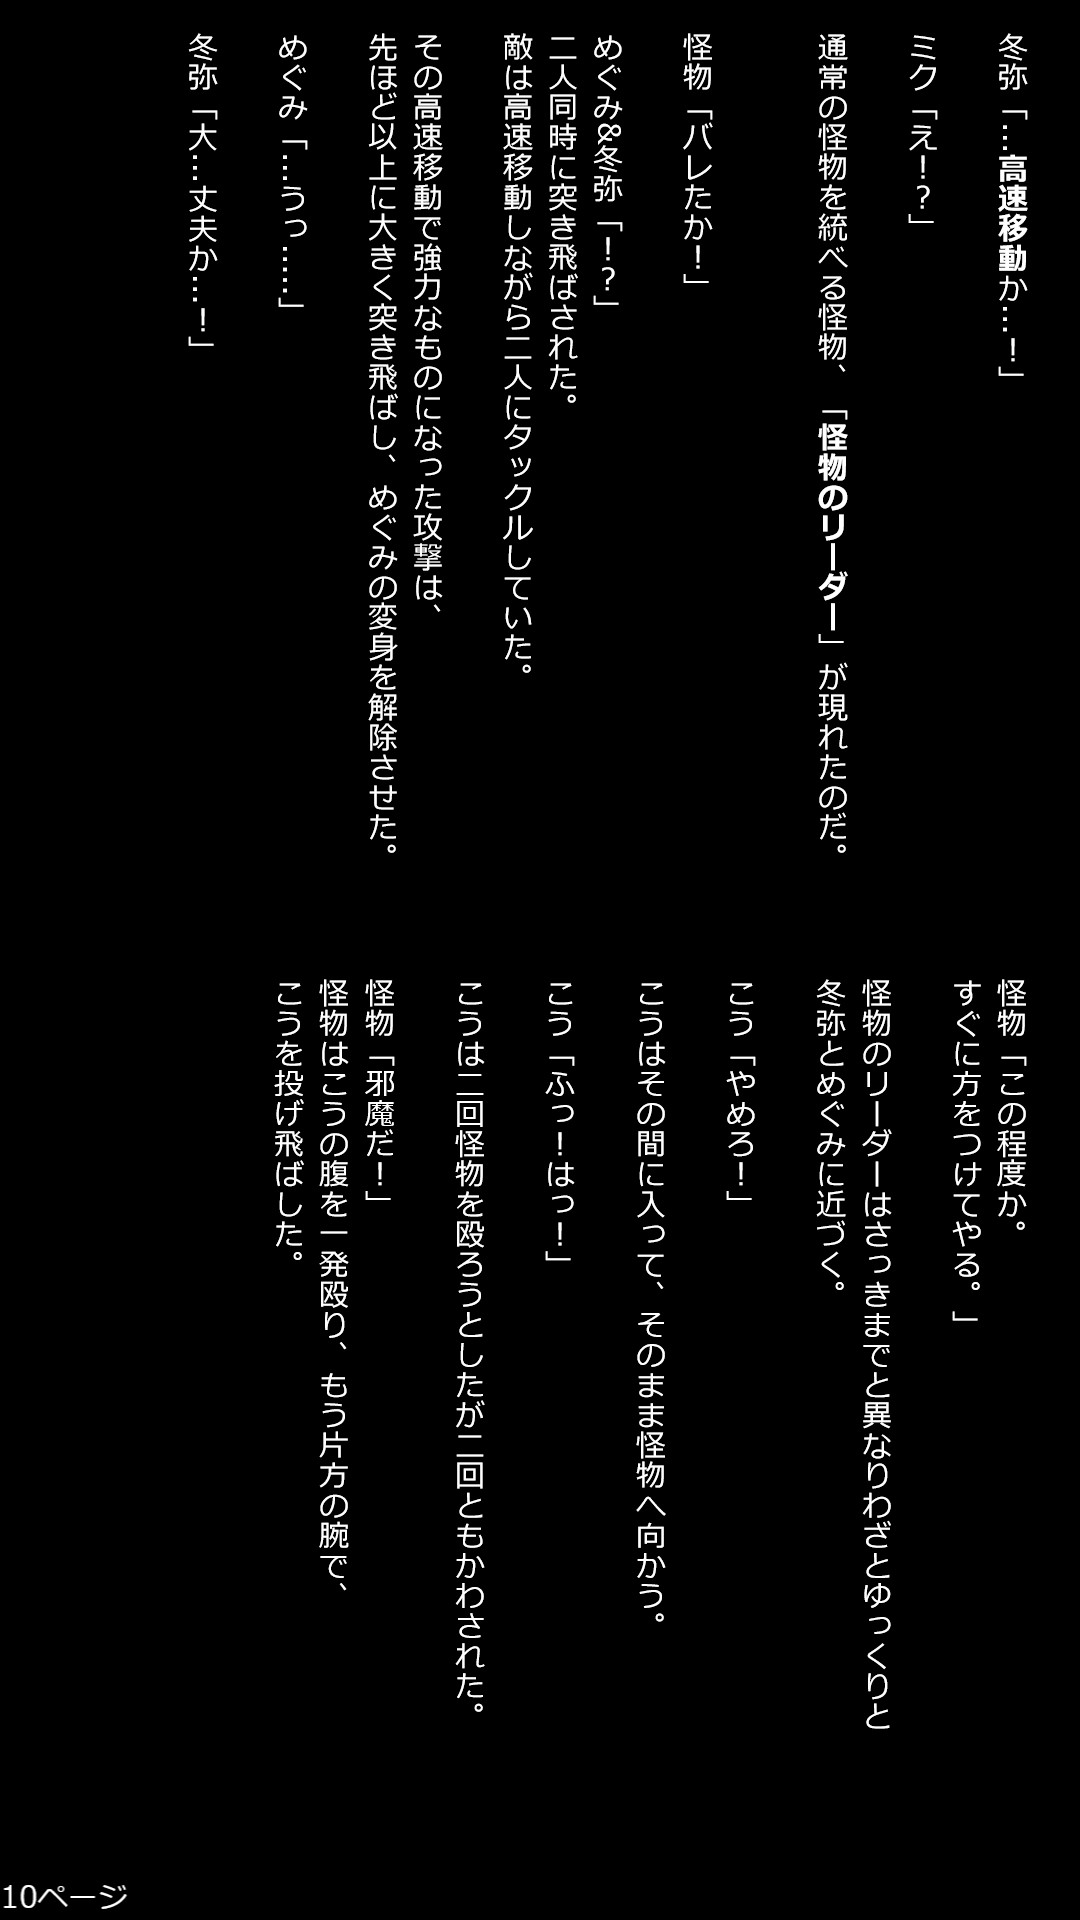 冬弥「…高速移動か…！」
ミク「え！？」
通常の怪物を統べる怪物、「怪物のリーダー」が現れたのだ。
怪物「バレたか！」
めぐみ&冬弥「！？」
二人同時に突き飛ばされた。
敵は高速移動しながら二人にタックルしていた。
その高速移動で強力なものになった攻撃は、
先ほど以上に大きく突き飛ばし、めぐみの変身を解除させた。
めぐみ「…うっ……」
冬弥「大…丈夫か…！」
怪物「この程度か。
すぐに方をつけてやる。」
怪物のリーダーはさっきまでと異なりわざとゆっくりと
冬弥とめぐみに近づく。
こう「やめろ！」
こうはその間に入って、そのまま怪物へ向かう。
こう「ふっ！はっ！」
こうは二回怪物を殴ろうとしたが二回ともかわされた。
怪物「邪魔だ！」
怪物はこうの腹を一発殴り、もう片方の腕で、
こうを投げ飛ばした。
10ページ